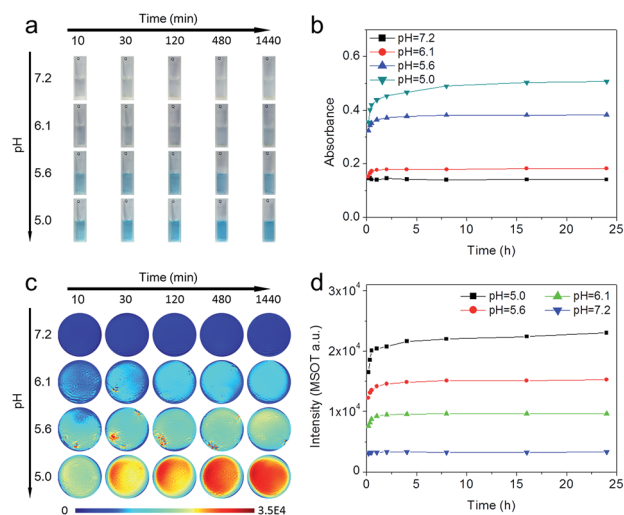 a
Time (min)
10 30 120 480 1440
pH
7.2
6.1
5.6
5.0
b
pH=7.2
pH=6.1
pH=5.6
pH=5.0
Absorbance
0.6
0.4
0.2
0.0
0 5 10 15 20 25
Time (h)
c
Time (min)
10 30 120 480 1440
pH
7.2
6.1
5.6
5.0
0 3.5E4
d
pH=5.0 pH=6.1
pH=5.6 pH=7.2
Intensity (MSOT a.u.)
3x10⁴
2x10⁴
1x10⁴
0
0 5 10 15 20 25
Time (h)